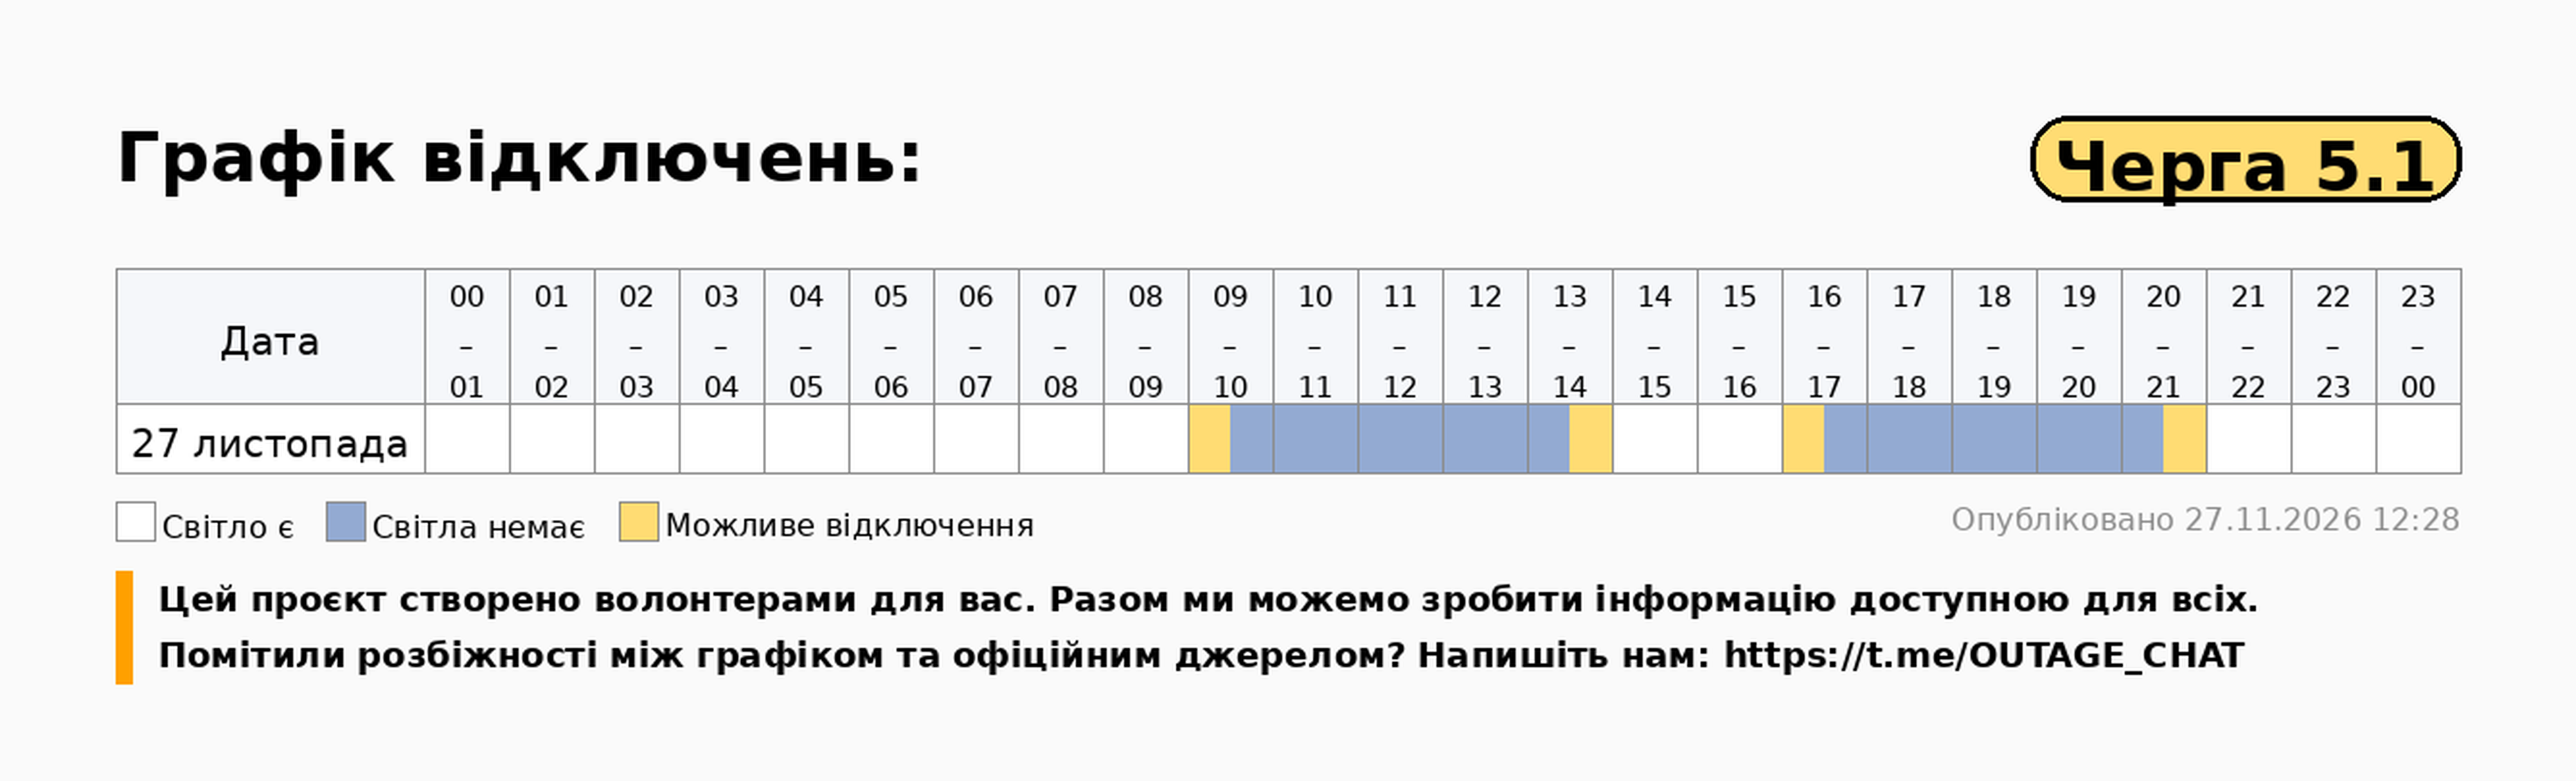 Графік відключень:
Черга 5.1
Дата
00 – 01
01 – 02
02 – 03
03 – 04
04 – 05
05 – 06
06 – 07
07 – 08
08 – 09
09 – 10
10 – 11
11 – 12
12 – 13
13 – 14
14 – 15
15 – 16
16 – 17
17 – 18
18 – 19
19 – 20
20 – 21
21 – 22
22 – 23
23 – 00
27 листопада
Світло є
Світла немає
Можливе відключення
Опубліковано 27.11.2026 12:28
Цей проєкт створено волонтерами для вас. Разом ми можемо зробити інформацію доступною для всіх.
Помітили розбіжності між графіком та офіційним джерелом? Напишіть нам: https://t.me/OUTAGE_CHAT